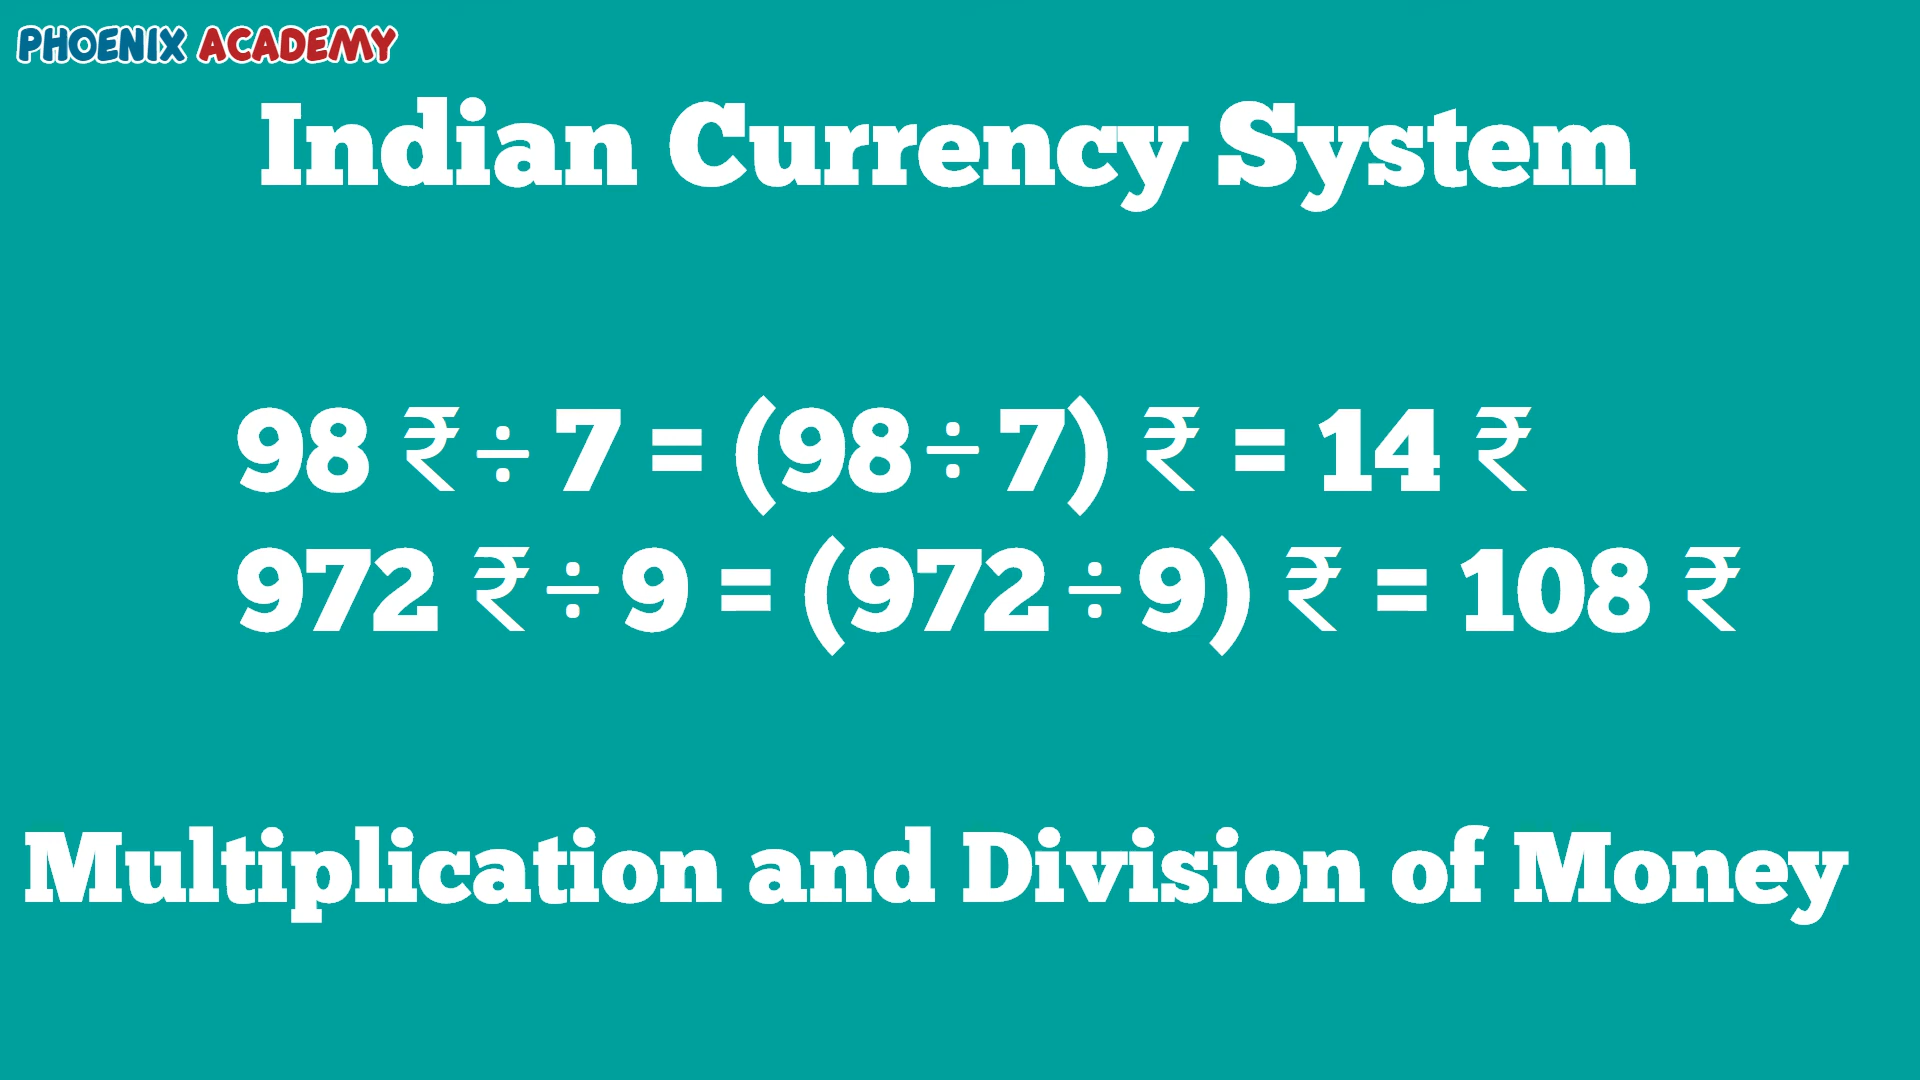 PHOENIX ACADEMY
Indian Currency System
98 ₹ ÷ 7 = (98 ÷ 7) ₹ = 14 ₹
972 ₹ ÷ 9 = (972 ÷ 9) ₹ = 108 ₹
Multiplication and Division of Money